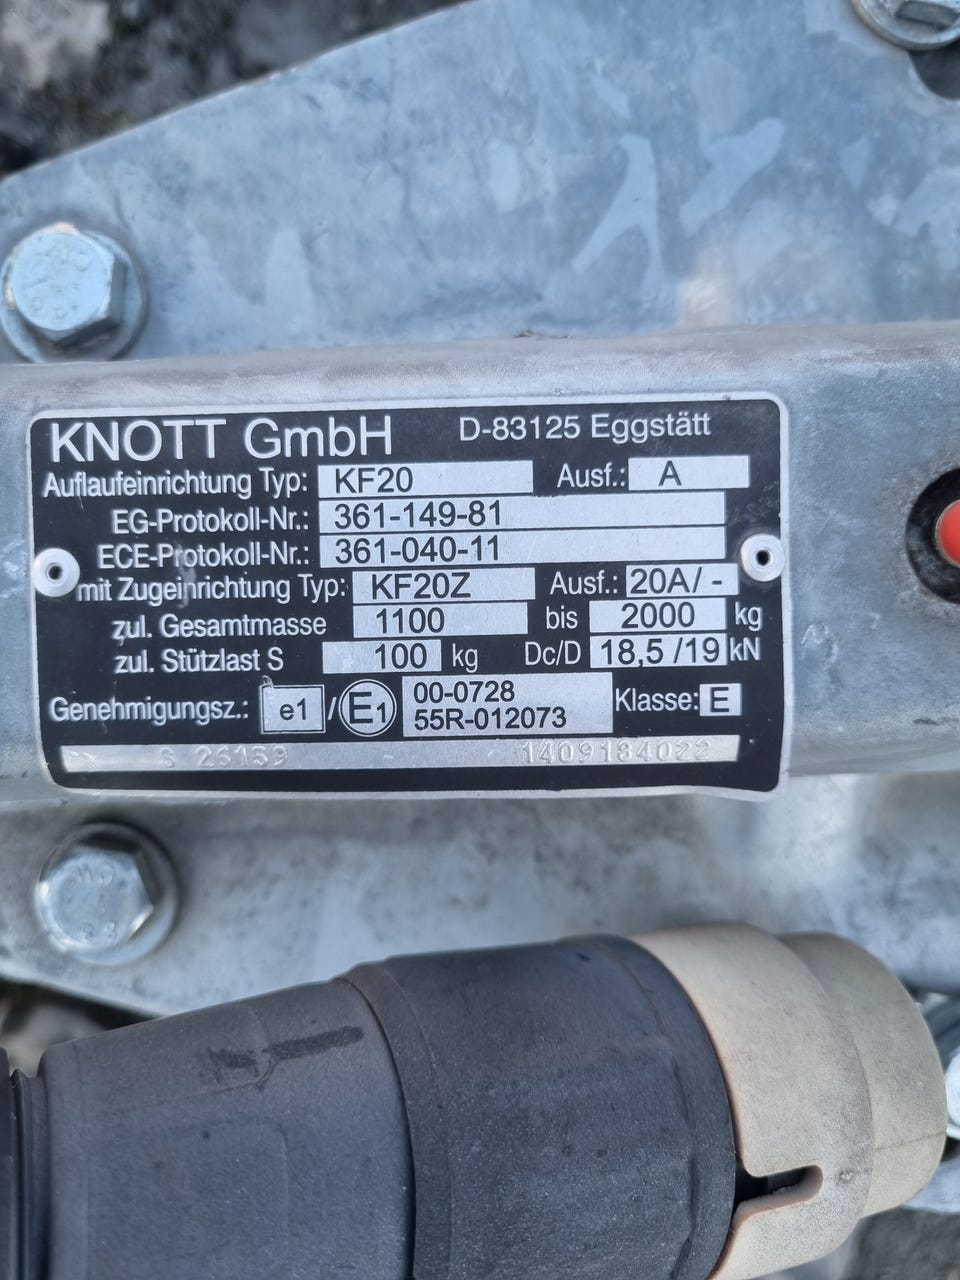 KNOTT GmbH D-83125 Eggstätt
Auflaufeinrichtung Typ: KF20 Ausf.: A
EG-Protokoll-Nr.: 361-149-81
ECE-Protokoll-Nr.: 361-040-11
mit Zugeinrichtung Typ: KF20Z Ausf.: 20A/ -
zul. Gesamtmasse 1100 bis 2000 kg
zul. Stützlast S 100 kg Dc/D 18,5 /19 kN
Genehmigungsz.: e1 / E1 00-0728 Klasse: E
55R-012073
S 26159 - 1409184022